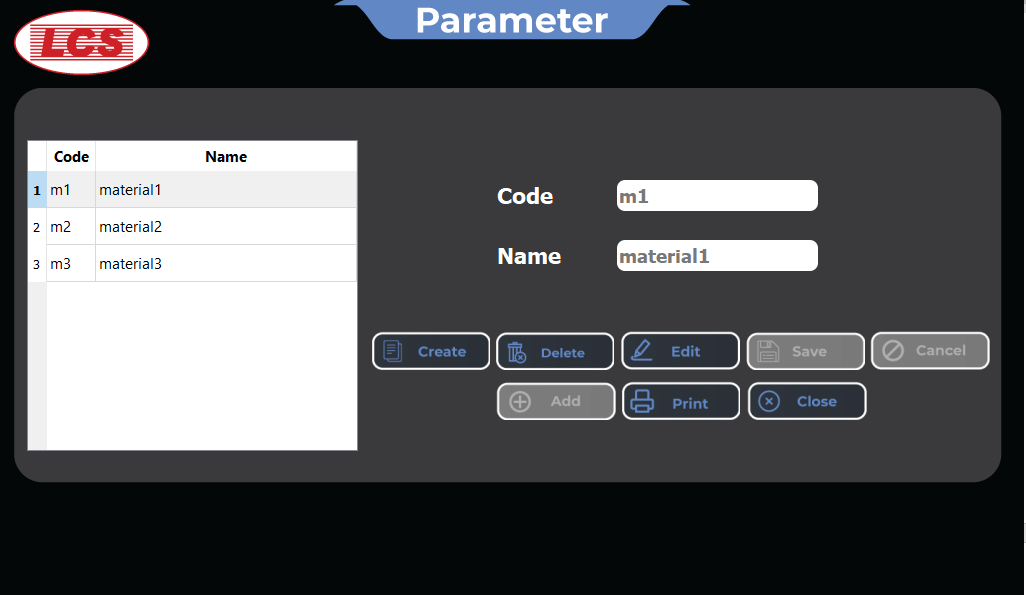 Parameter
LCS
Code Name
1 m1 material1
2 m2 material2
3 m3 material3
Code m1
Name material1
Create Delete Edit Save Cancel
Add Print Close